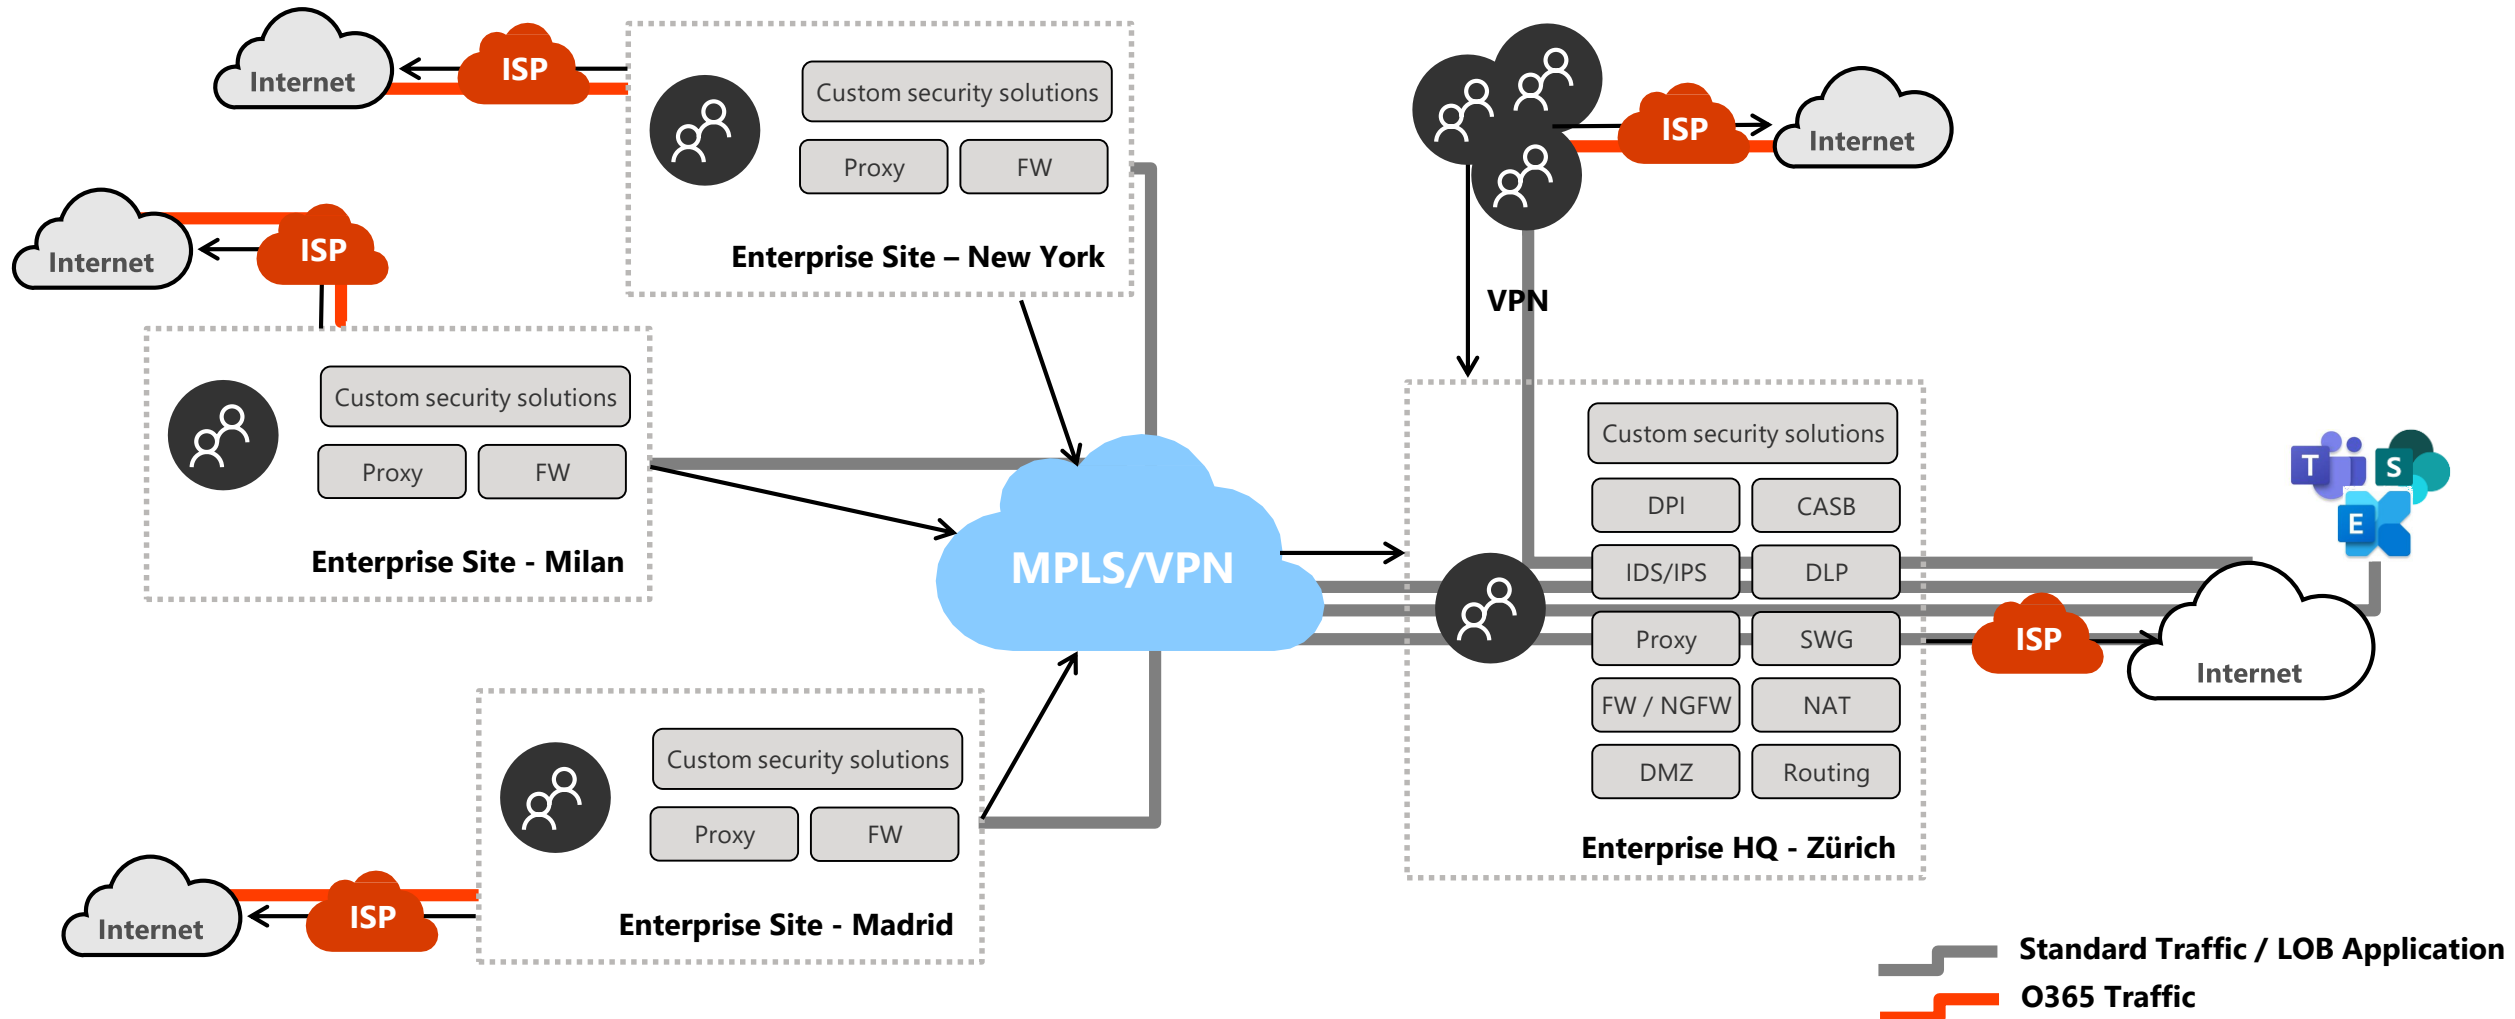 Internet
ISP
Custom security solutions
Proxy
FW
Enterprise Site – New York
ISP
Internet
Internet
ISP
VPN
Custom security solutions
Proxy
FW
Enterprise Site - Milan
MPLS/VPN
Custom security solutions
DPI
CASB
IDS/IPS
DLP
Proxy
SWG
FW / NGFW
NAT
DMZ
Routing
Enterprise HQ - Zürich
T
S
E
ISP
Internet
Custom security solutions
Proxy
FW
Enterprise Site - Madrid
Internet
ISP
Standard Traffic / LOB Application
O365 Traffic